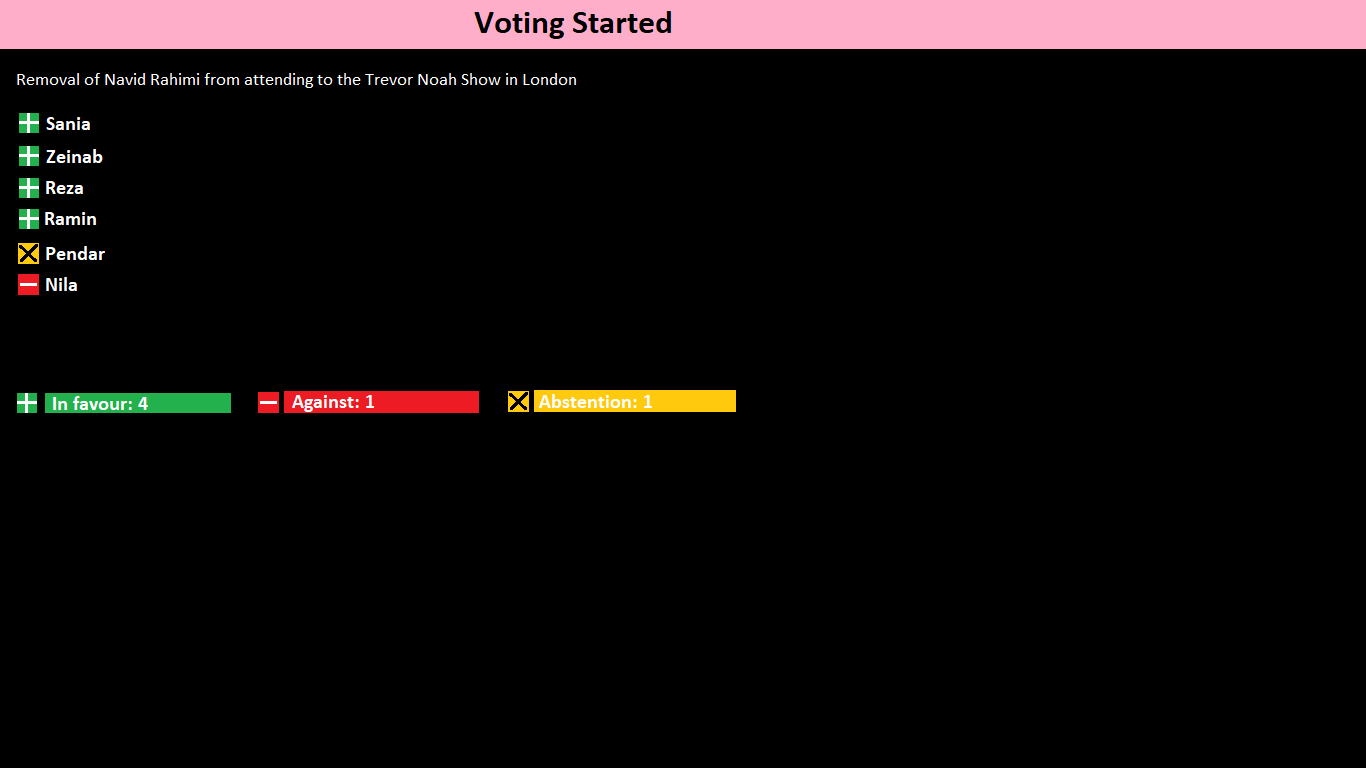 Voting Started
Removal of Navid Rahimi from attending to the Trevor Noah Show in London
Sania
Zeinab
Reza
Ramin
Pendar
Nila
In favour: 4
Against: 1
Abstention: 1